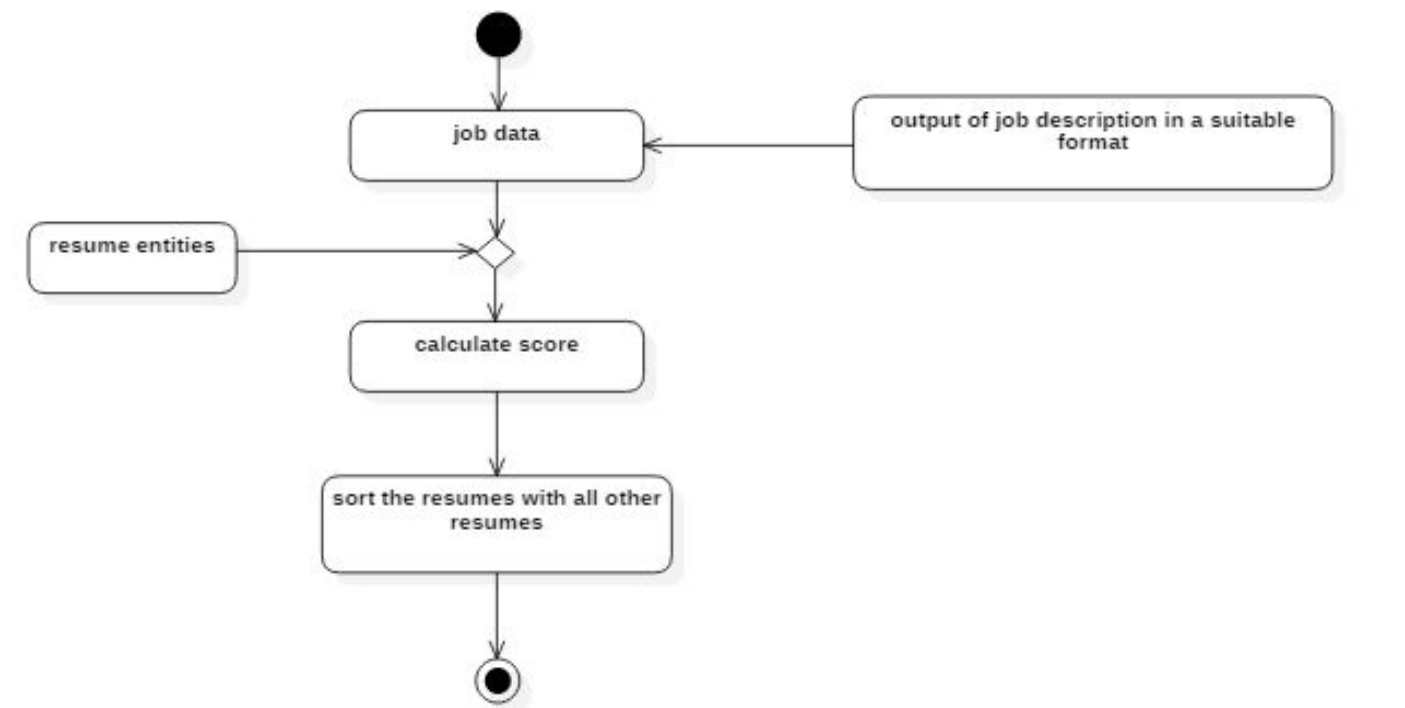 job data
output of job description in a suitable
format
resume entities
calculate score
sort the resumes with all other
resumes